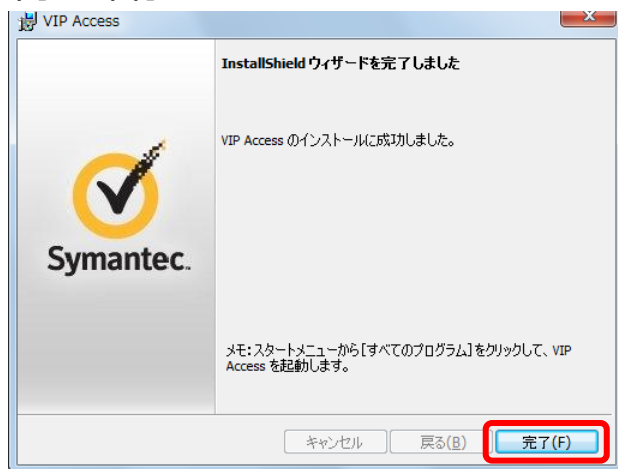 VIP Access
InstallShield ウィザードを完了しました
VIP Access のインストールに成功しました。
Symantec.
メモ: スタートメニューから[すべてのプログラム]をクリックして、VIP
Access を起動します。
キャンセル
戻る(B)
完了(F)